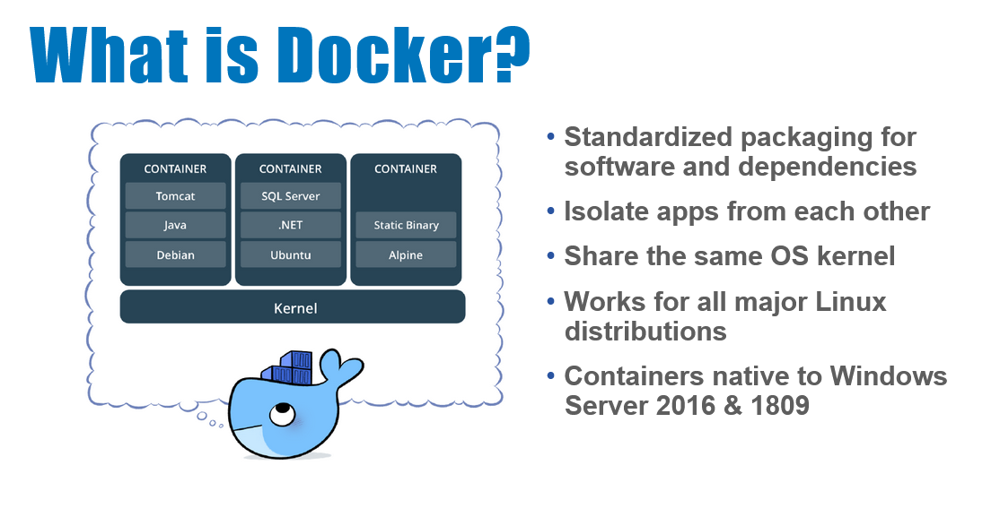 What is Docker?
CONTAINER
Tomcat
Java
Debian
CONTAINER
SQL Server
.NET
Ubuntu
CONTAINER
Static Binary
Alpine
Kernel
• Standardized packaging for
software and dependencies
• Isolate apps from each other
• Share the same OS kernel
• Works for all major Linux
distributions
• Containers native to Windows
Server 2016 & 1809